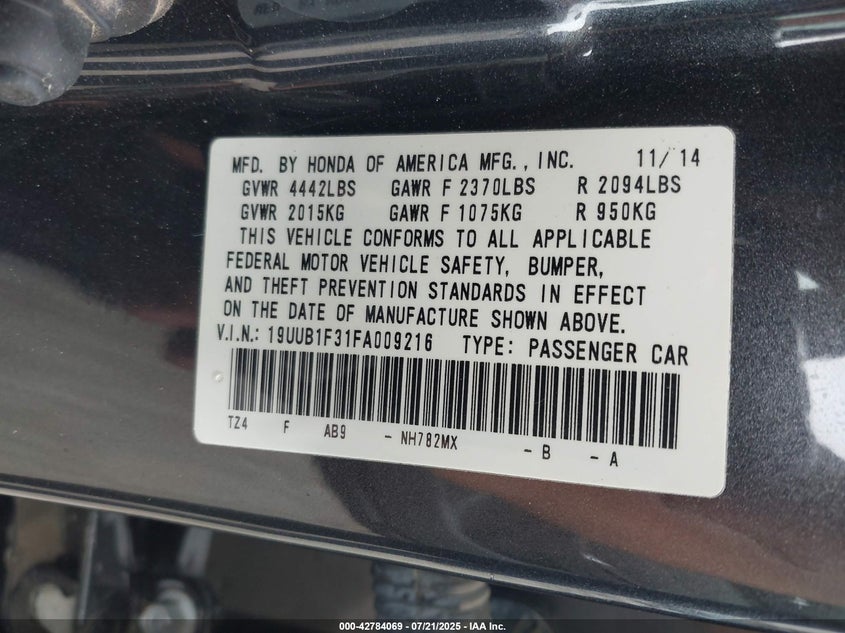 MFD. BY HONDA OF AMERICA MFG., INC. 11/14
GVWR 4442LBS GAWR F 2370LBS R 2094LBS
GVWR 2015KG GAWR F 1075KG R 950KG
THIS VEHICLE CONFORMS TO ALL APPLICABLE
FEDERAL MOTOR VEHICLE SAFETY, BUMPER,
AND THEFT PREVENTION STANDARDS IN EFFECT
ON THE DATE OF MANUFACTURE SHOWN ABOVE.
V.I.N.: 19UUB1F31FA009216 TYPE: PASSENGER CAR
TZ4 F AB9 - NH782MX - B - A
000-42784069 | 07/21/2025 - IAA Inc.